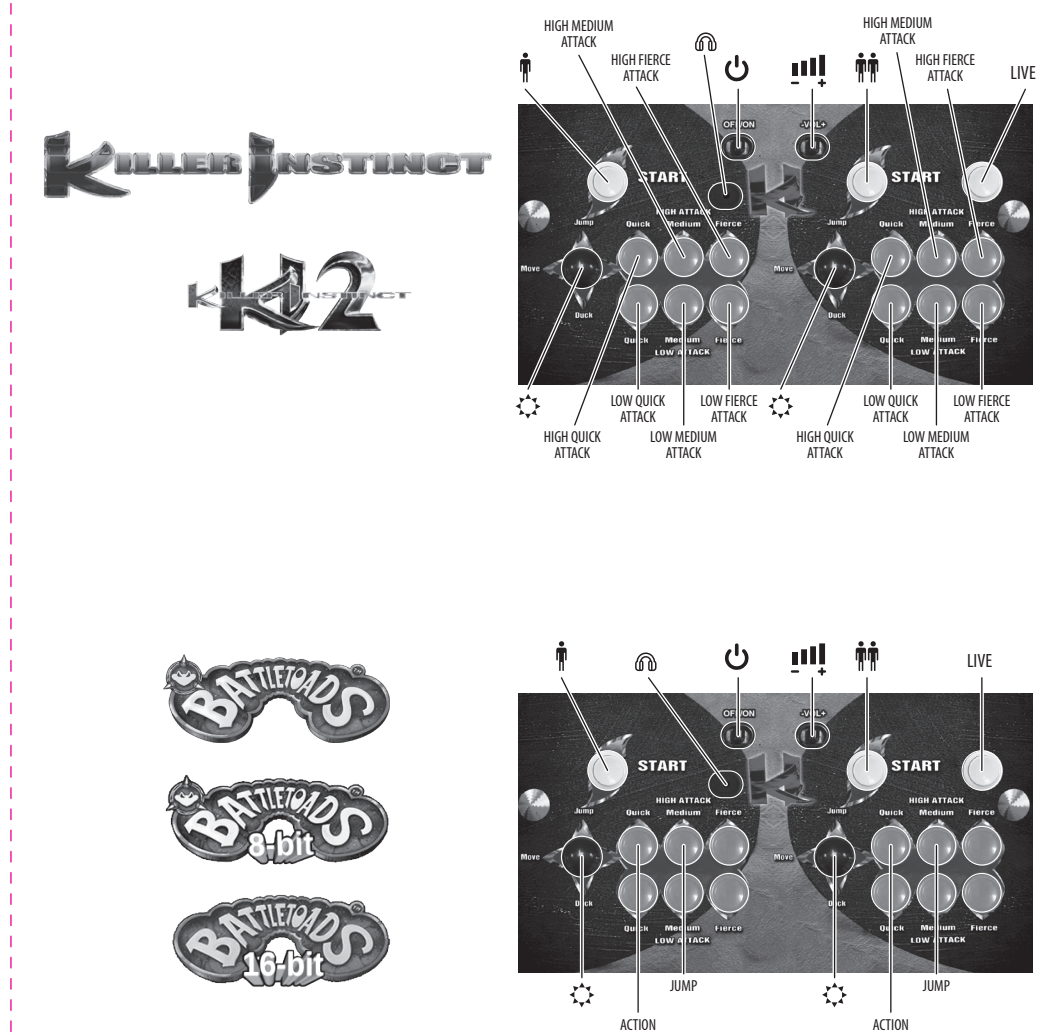 HIGH MEDIUM
ATTACK
HIGH FIERCE
ATTACK
HIGH MEDIUM
ATTACK
HIGH FIERCE
ATTACK
LIVE
KILLER INSTINCT
KI2
KILLER INSTINCT
OFF/ON
-VOL+
START
START
HIGH ATTACK
HIGH ATTACK
Jump
Quick
Medium
Fierce
Jump
Quick
Medium
Fierce
Move
Move
Duck
Duck
Quick
Medium
Fierce
Quick
Medium
Fierce
LOW ATTACK
LOW ATTACK
LOW QUICK
ATTACK
LOW FIERCE
ATTACK
LOW QUICK
ATTACK
LOW FIERCE
ATTACK
HIGH QUICK
ATTACK
LOW MEDIUM
ATTACK
HIGH QUICK
ATTACK
LOW MEDIUM
ATTACK
BATTLETOADS
BATTLETOADS
8-bit
BATTLETOADS
16-bit
LIVE
OFF/ON
-VOL+
START
START
HIGH ATTACK
HIGH ATTACK
Jump
Quick
Medium
Fierce
Jump
Quick
Medium
Fierce
Move
Move
Duck
Duck
Quick
Medium
Fierce
Quick
Medium
Fierce
LOW ATTACK
LOW ATTACK
JUMP
JUMP
ACTION
ACTION